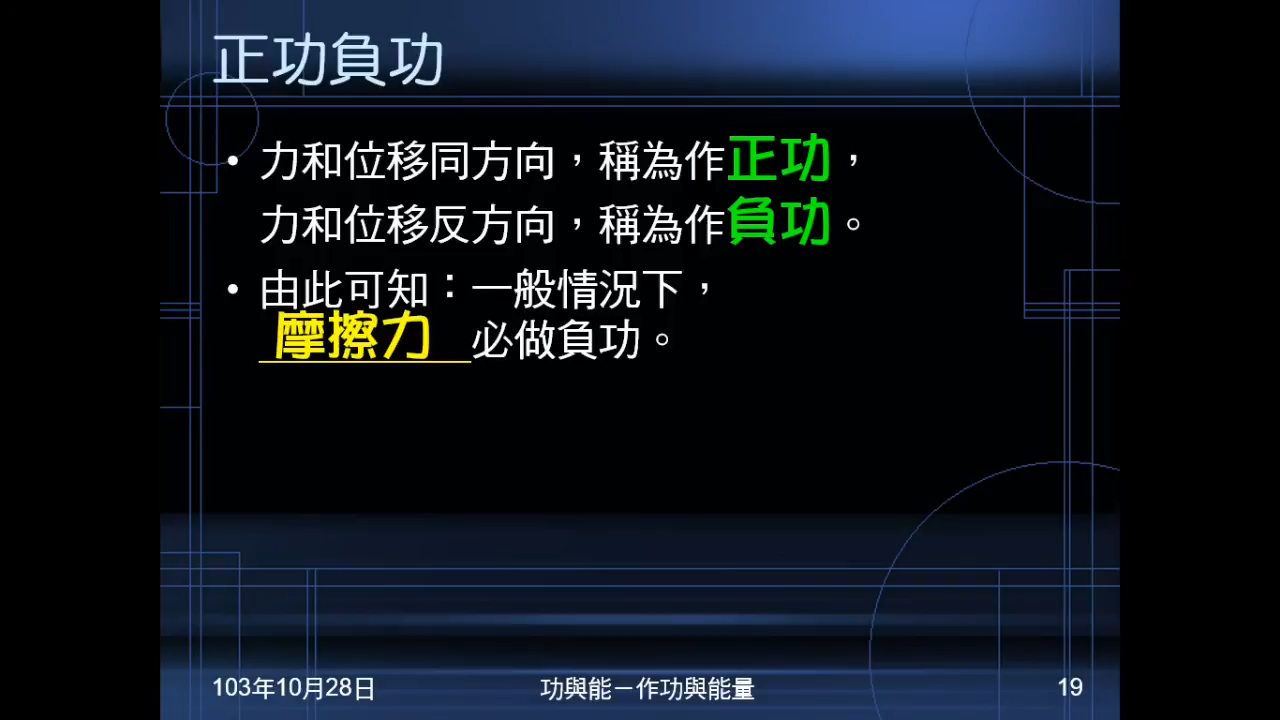 正功負功
•力和位移同方向，稱為作正功，
力和位移反方向，稱為作負功。
•由此可知：一般情況下，
摩擦力必做負功。
103年10月28日
功與能－作功與能量
19